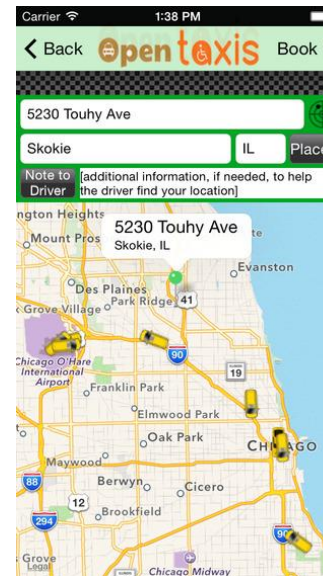 Carrier 1:38 PM
Back Open taxis Book
5230 Touhy Ave
Skokie IL Place
Note to Driver [additional information, if needed, to help
the driver find your location]
ngton Heights
Mount Pros
5230 Touhy Ave
Skokie, IL
Evanston
Des Plaines
Grove Village Park Ridge 41
90
Chicago O'Hare
International
Airport
ILLINOIS
19
Franklin Park
Elmwood Park
Oak Park
CHICAGO
Maywood
88 Berwyn Cicero
12
Brookfield
294
90
Grove
Legal
Chicago Midway